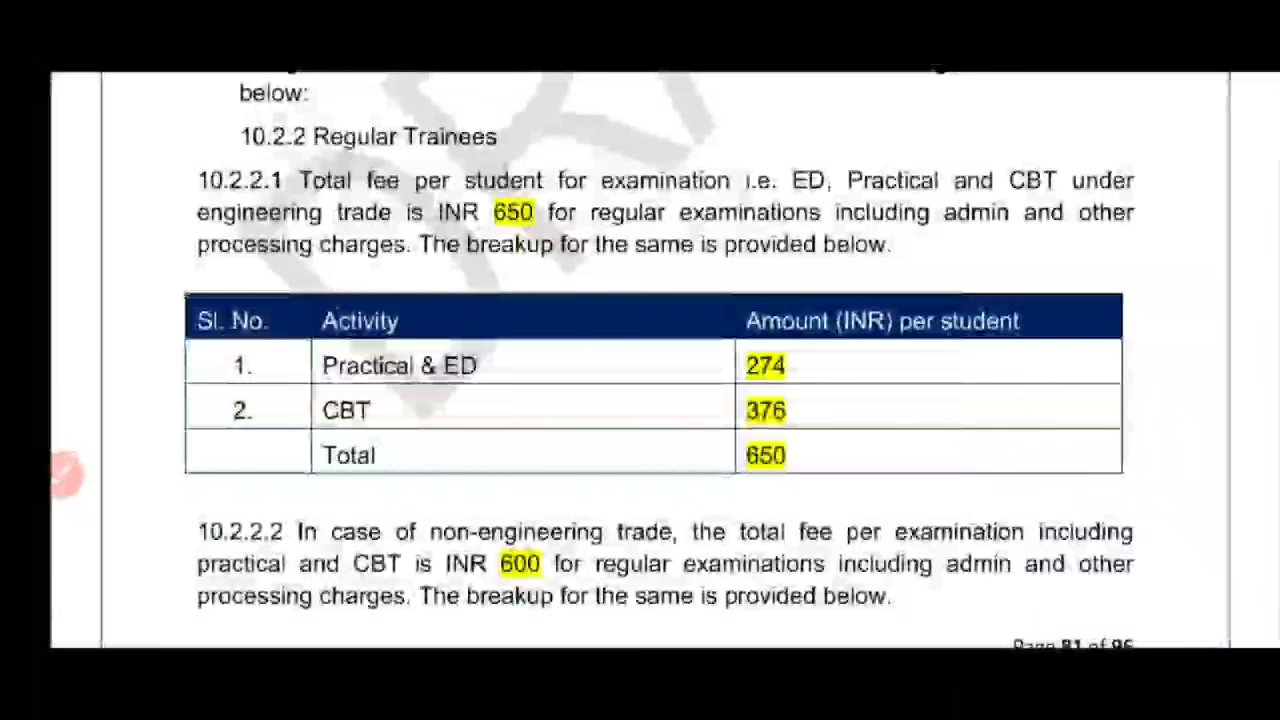 below:
10.2.2 Regular Trainees
10.2.2.1 Total fee per student for examination i.e. ED, Practical and CBT under
engineering trade is INR 650 for regular examinations including admin and other
processing charges. The breakup for the same is provided below.
Sl. No. Activity Amount (INR) per student
1. Practical & ED 274
2. CBT 376
Total 650
10.2.2.2 In case of non-engineering trade, the total fee per examination including
practical and CBT is INR 600 for regular examinations including admin and other
processing charges. The breakup for the same is provided below.
Page 81 of 96